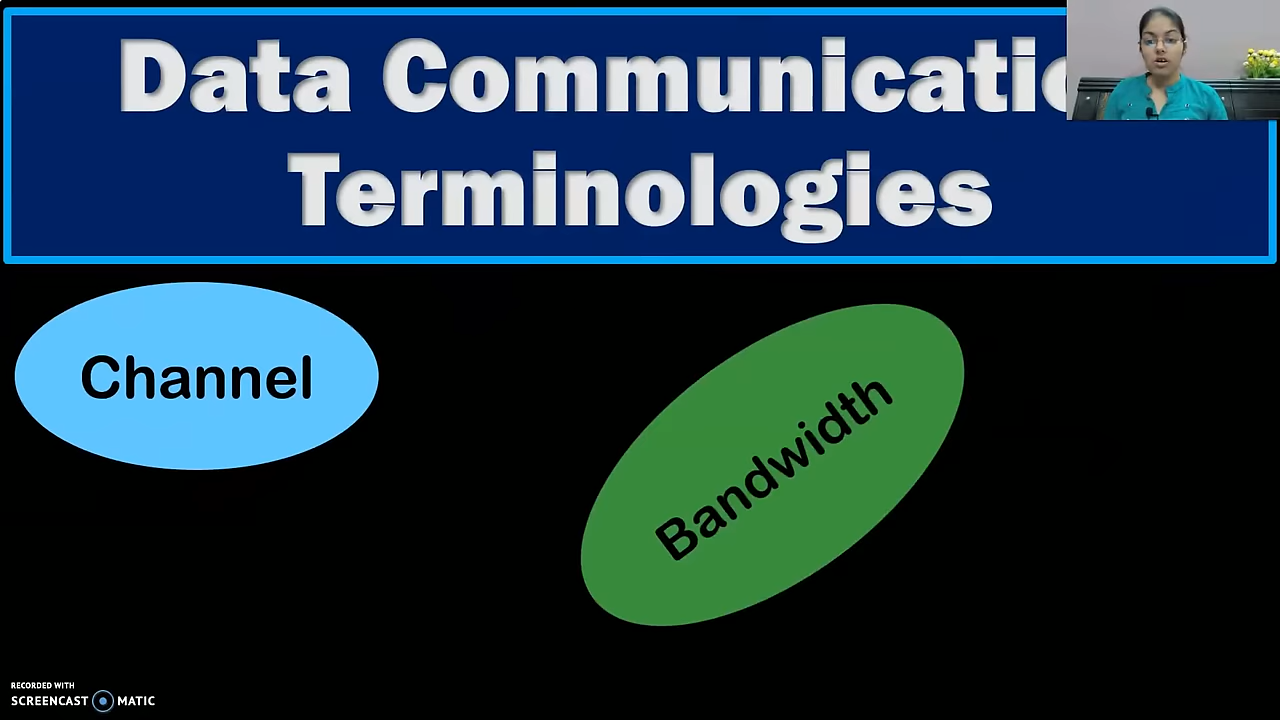 Data Communicatio
Terminologies
Channel
Bandwidth
RECORDED WITH
SCREENCAST MATIC